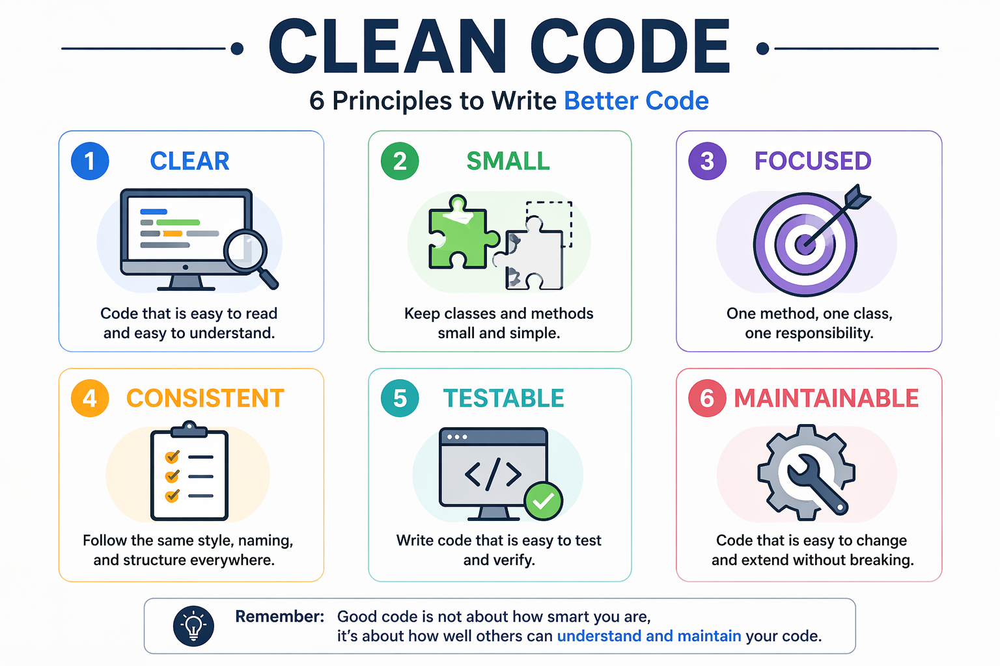 CLEAN CODE
6 Principles to Write Better Code
1 CLEAR
Code that is easy to read
and easy to understand.
2 SMALL
Keep classes and methods
small and simple.
3 FOCUSED
One method, one class,
one responsibility.
4 CONSISTENT
Follow the same style, naming,
and structure everywhere.
5 TESTABLE
</>
Write code that is easy to test
and verify.
6 MAINTAINABLE
Code that is easy to change
and extend without breaking.
Remember: Good code is not about how smart you are,
it's about how well others can understand and maintain your code.